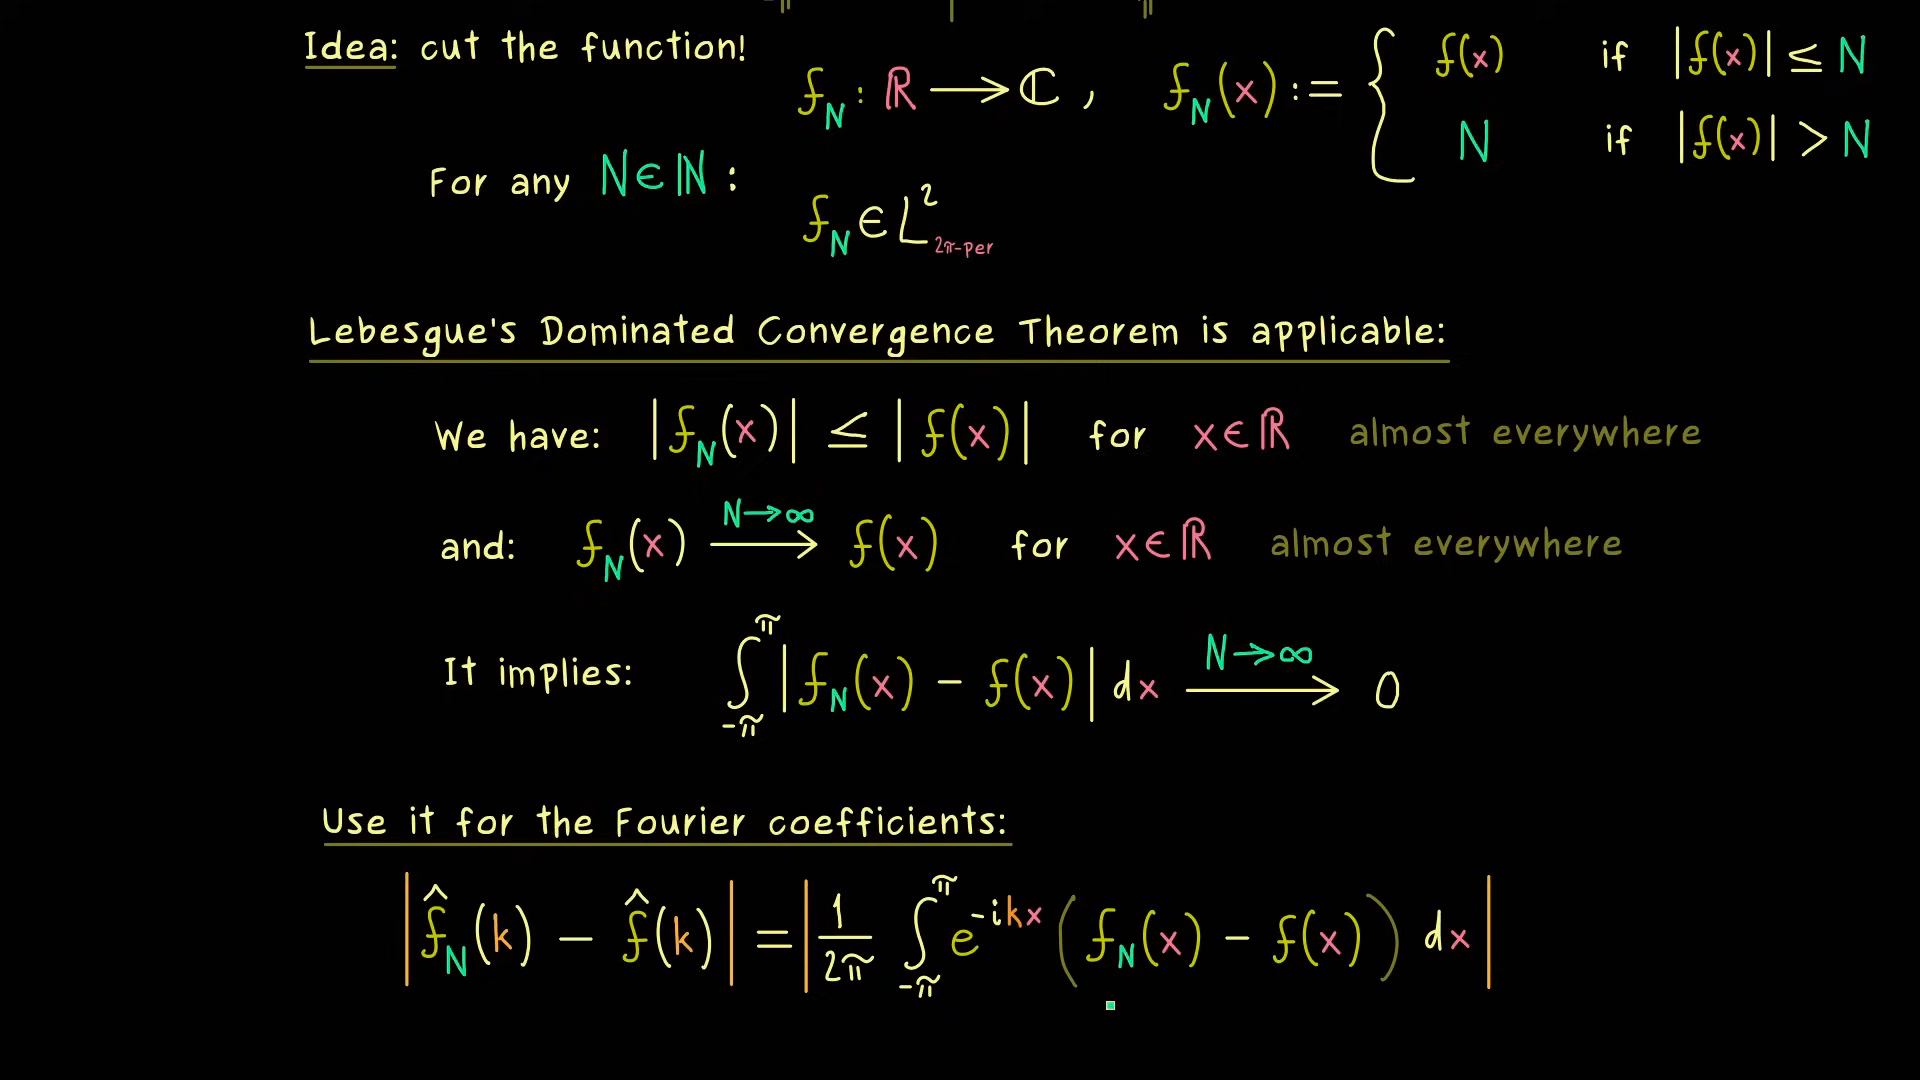 Idea: cut the function!
f_N : ℝ ⟶ ℂ , f_N(x) := { f(x) if |f(x)| ≤ N
N if |f(x)| > N
For any N ∈ ℕ :
f_N ∈ L²_{2π-per}
Lebesgue's Dominated Convergence Theorem is applicable:
We have: |f_N(x)| ≤ |f(x)| for x ∈ ℝ almost everywhere
and: f_N(x) ⟶^{N→∞} f(x) for x ∈ ℝ almost everywhere
It implies: ∫_{-π}^{π} |f_N(x) − f(x)| dx ⟶^{N→∞} 0
Use it for the Fourier coefficients:
|f̂_N(k) − f̂(k)| = |1/2π ∫_{-π}^{π} e^{-ikx} (f_N(x) − f(x)) dx|